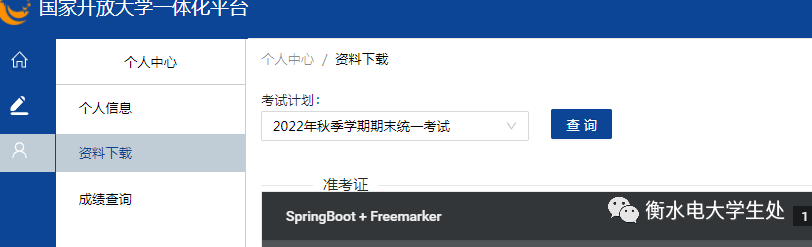 国家开放大学一体化平台
个人中心
个人信息
资料下载
成绩查询
个人中心 / 资料下载
考试计划：
2022年秋季学期期末统一考试
查 询
准考证
SpringBoot + Freemarker
衡水电大学生处
1